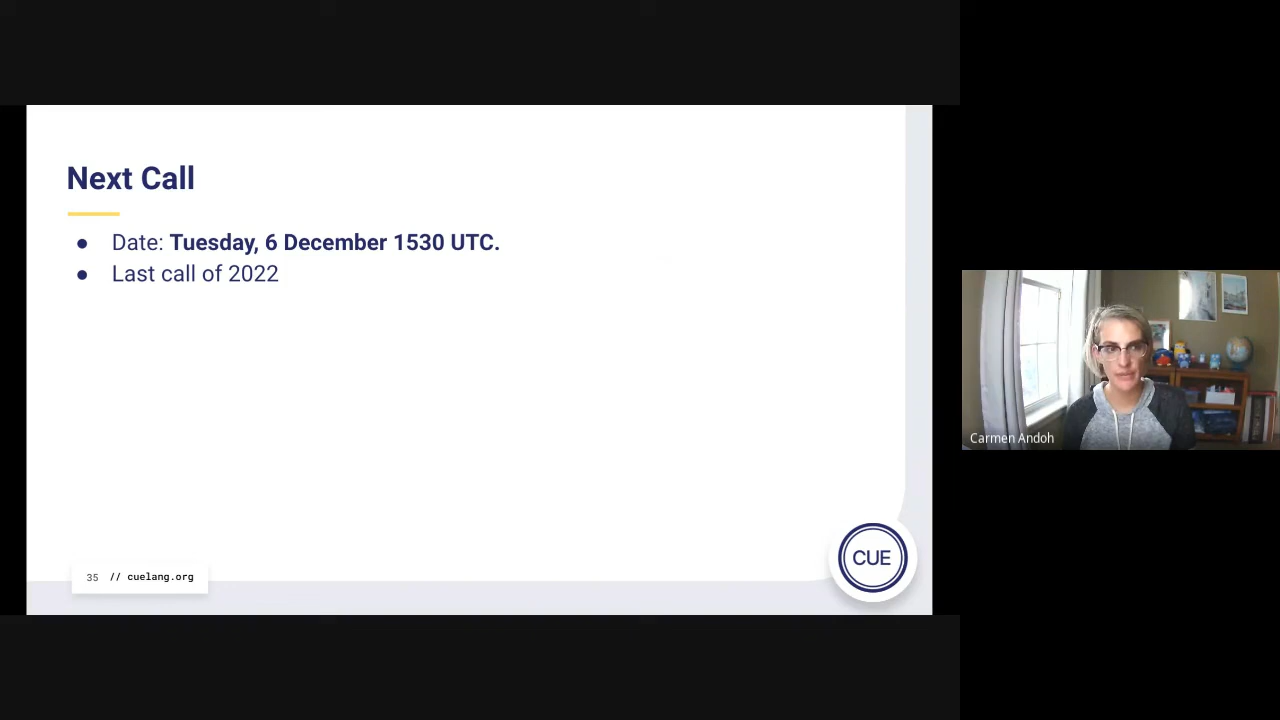 Next Call
● Date: Tuesday, 6 December 1530 UTC.
● Last call of 2022
Carmen Andoh
CUE
35 // cuelang.org